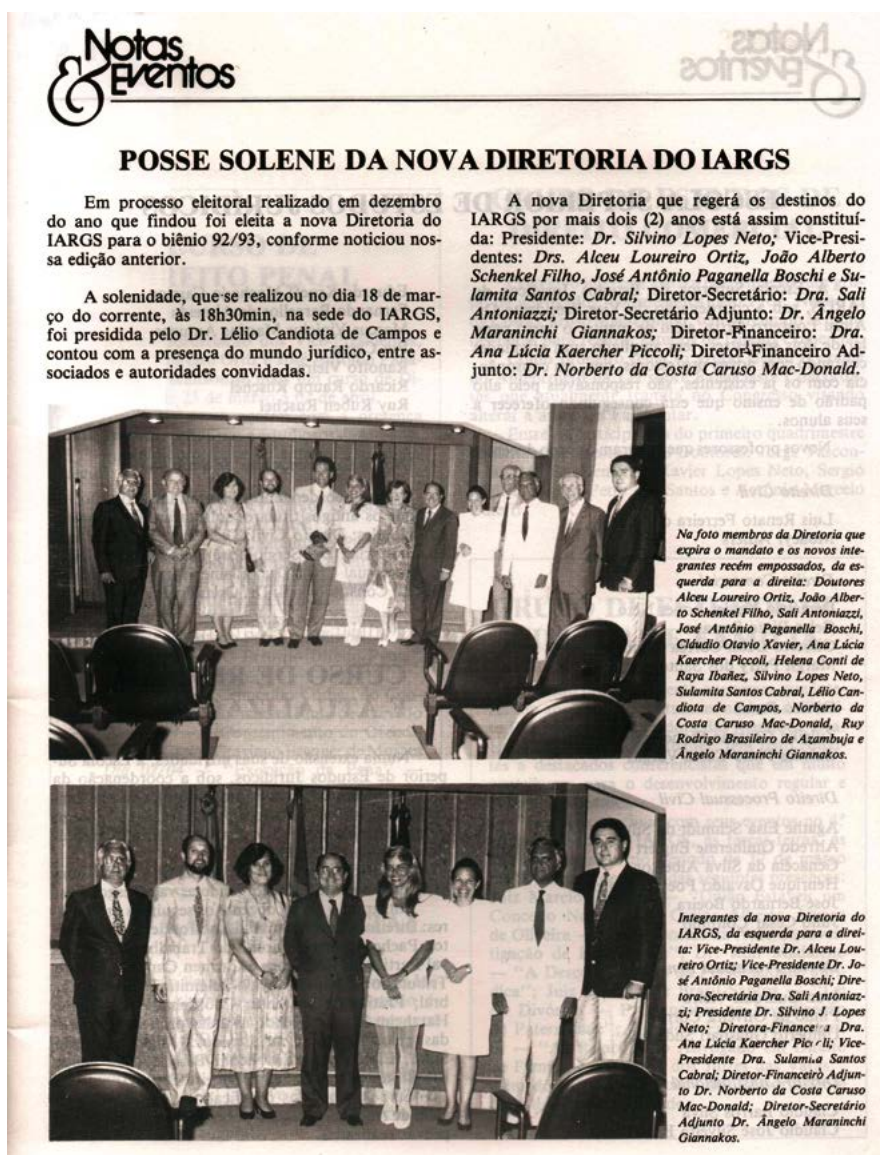 Notas
& Eventos
POSSE SOLENE DA NOVA DIRETORIA DO IARGS
Em processo eleitoral realizado em dezembro
do ano que findou foi eleita a nova Diretoria do
IARGS para o biênio 92/93, conforme noticiou nos-
sa edição anterior.
A solenidade, que se realizou no dia 18 de mar-
ço do corrente, às 18h30min, na sede do IARGS,
foi presidida pelo Dr. Lélio Candiota de Campos e
contou com a presença do mundo jurídico, entre as-
sociados e autoridades convidadas.
A nova Diretoria que regerá os destinos do
IARGS por mais dois (2) anos está assim constituí-
da: Presidente: Dr. Silvino Lopes Neto; Vice-Presi-
dentes: Drs. Alceu Loureiro Ortiz, João Alberto
Schenkel Filho, José Antônio Paganella Boschi e Su-
lamita Santos Cabral; Diretor-Secretário: Dra. Sali
Antoniazzi; Diretor-Secretário Adjunto: Dr. Ângelo
Maraninchi Giannakos; Diretor-Financeiro: Dra.
Ana Lúcia Kaercher Piccoli; Diretor-Financeiro Ad-
junto: Dr. Norberto da Costa Caruso Mac-Donald.
Na foto membros da Diretoria que
expira o mandato e os novos inte-
grantes recém empossados, da es-
querda para a direita: Doutores
Alceu Loureiro Ortiz, João Alber-
to Schenkel Filho, Sali Antoniazzi,
José Antônio Paganella Boschi,
Cláudio Otavio Xavier, Ana Lúcia
Kaercher Piccoli, Helena Conti de
Raya Ibañez, Silvino Lopes Neto,
Sulamita Santos Cabral, Lélio Can-
diota de Campos, Norberto da
Costa Caruso Mac-Donald, Ruy
Rodrigo Brasileiro de Azambuja e
Ângelo Maraninchi Giannakos.
Integrantes da nova Diretoria do
IARGS, da esquerda para a direi-
ta: Vice-Presidente Dr. Alceu Lou-
reiro Ortiz; Vice-Presidente Dr. Jo-
sé Antônio Paganella Boschi; Dire-
tora-Secretária Dra. Sali Antoniaz-
zi; Presidente Dr. Silvino J. Lopes
Neto; Diretora-Financeira Dra.
Ana Lúcia Kaercher Piccoli; Vice-
Presidente Dra. Sulamita Santos
Cabral; Diretor-Financeiro Adjun-
to Dr. Norberto da Costa Caruso
Mac-Donald; Diretor-Secretário
Adjunto Dr. Ângelo Maraninchi
Giannakos.